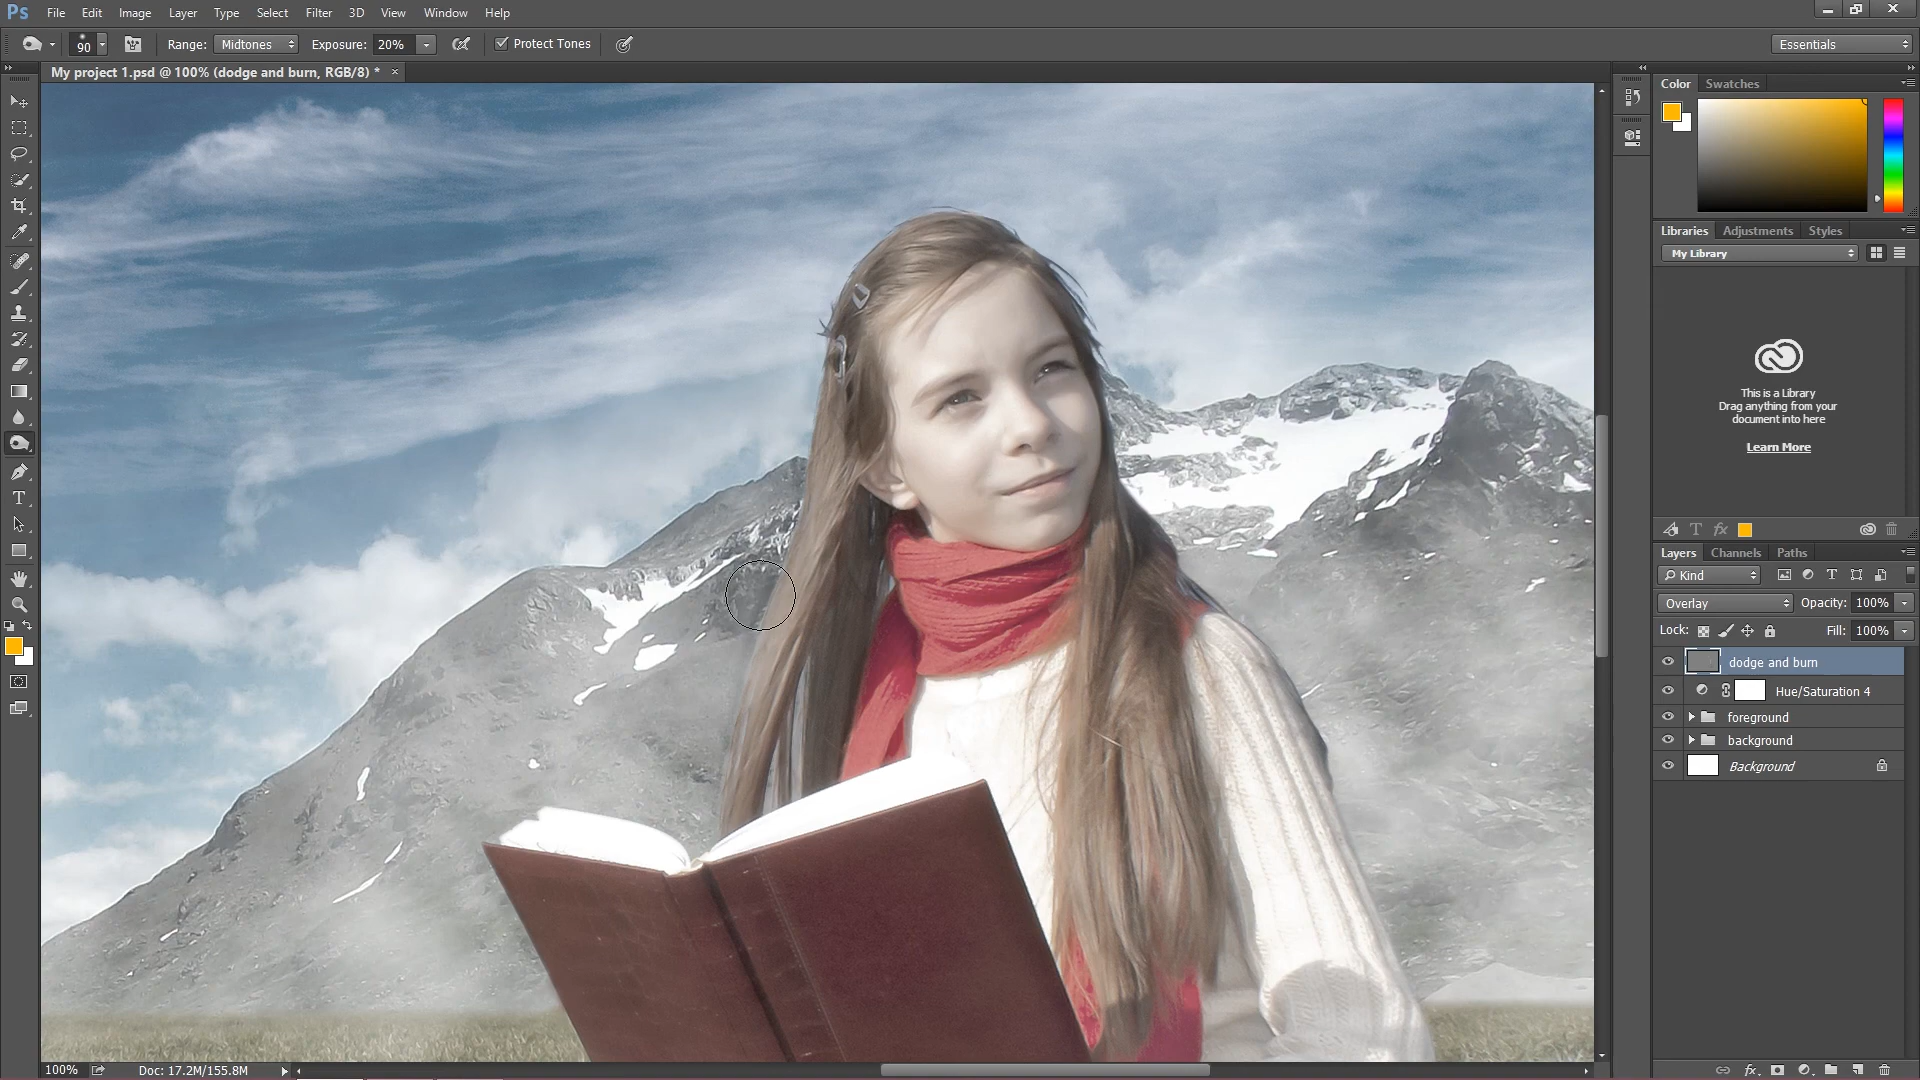 Ps File Edit Image Layer Type Select Filter 3D View Window Help
90 Range: Midtones Exposure: 20% Protect Tones Essentials
My project 1.psd @ 100% (dodge and burn, RGB/8) * ×
Color Swatches
Libraries Adjustments Styles
My Library
This is a Library
Drag anything from your
document into here
Learn More
T fx
Layers Channels Paths
Kind T
Overlay Opacity: 100%
Lock: Fill: 100%
dodge and burn
Hue/Saturation 4
foreground
background
Background
T
100% Doc: 17.2M/155.8M fx